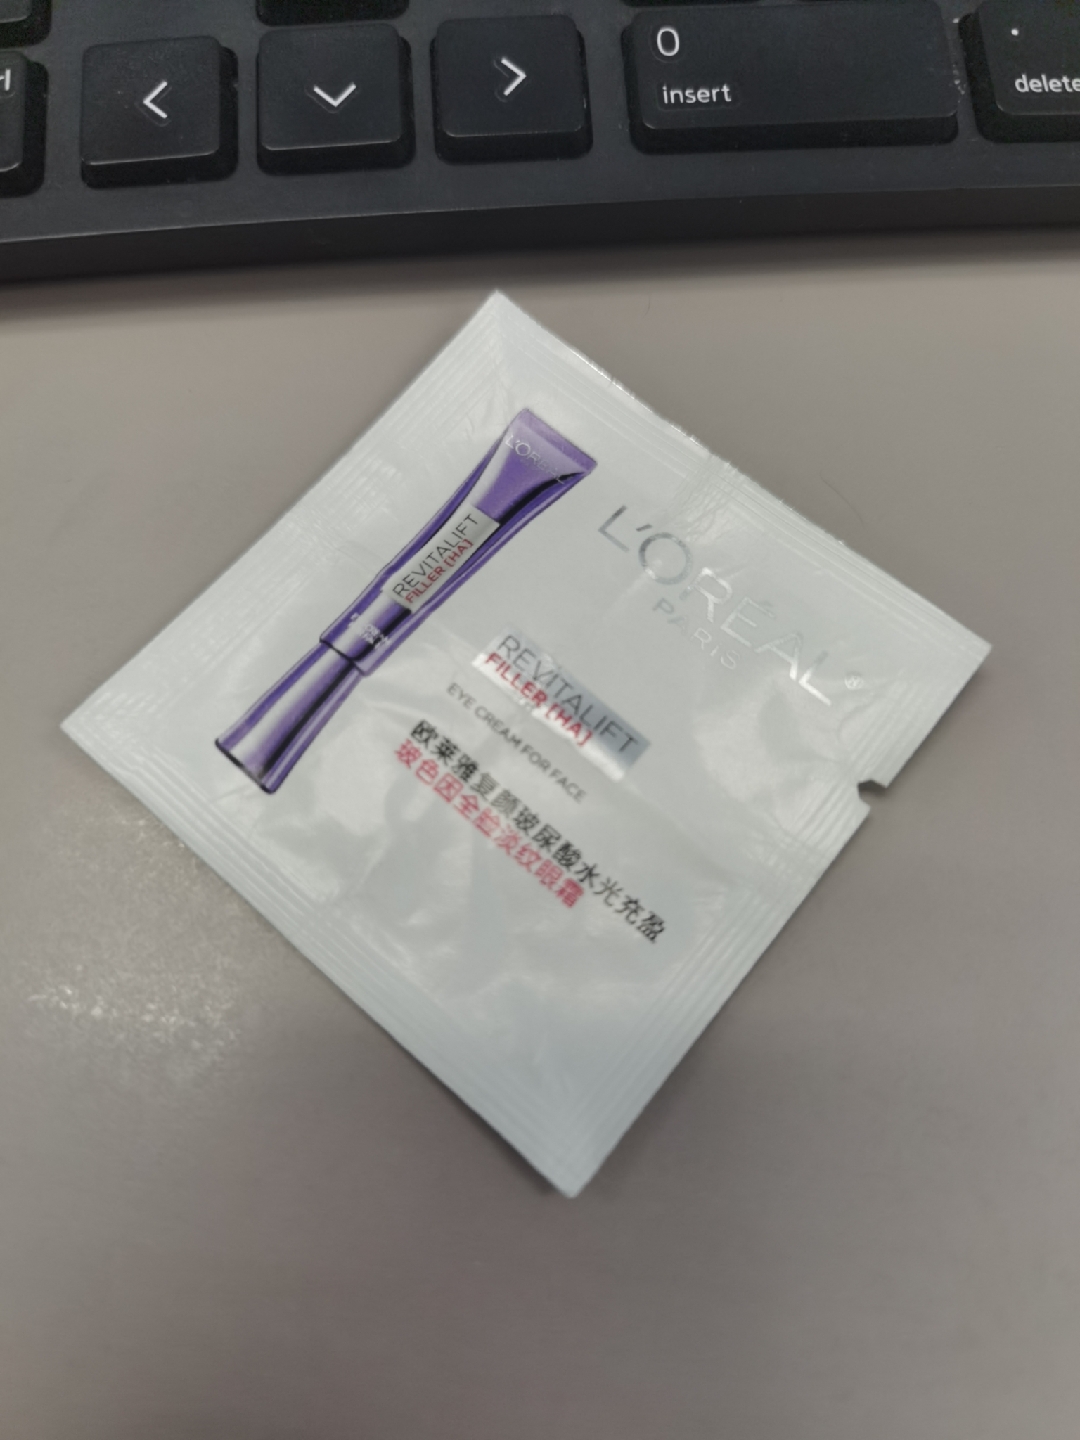 0
insert
.
delete
L'ORÉAL
REVITALIFT
FILLER [HA]
L'ORÉAL®
PARIS
REVITALIFT
FILLER [HA]
EYE CREAM FOR FACE
欧莱雅复颜玻尿酸水光充盈
玻色因全脸淡纹眼霜